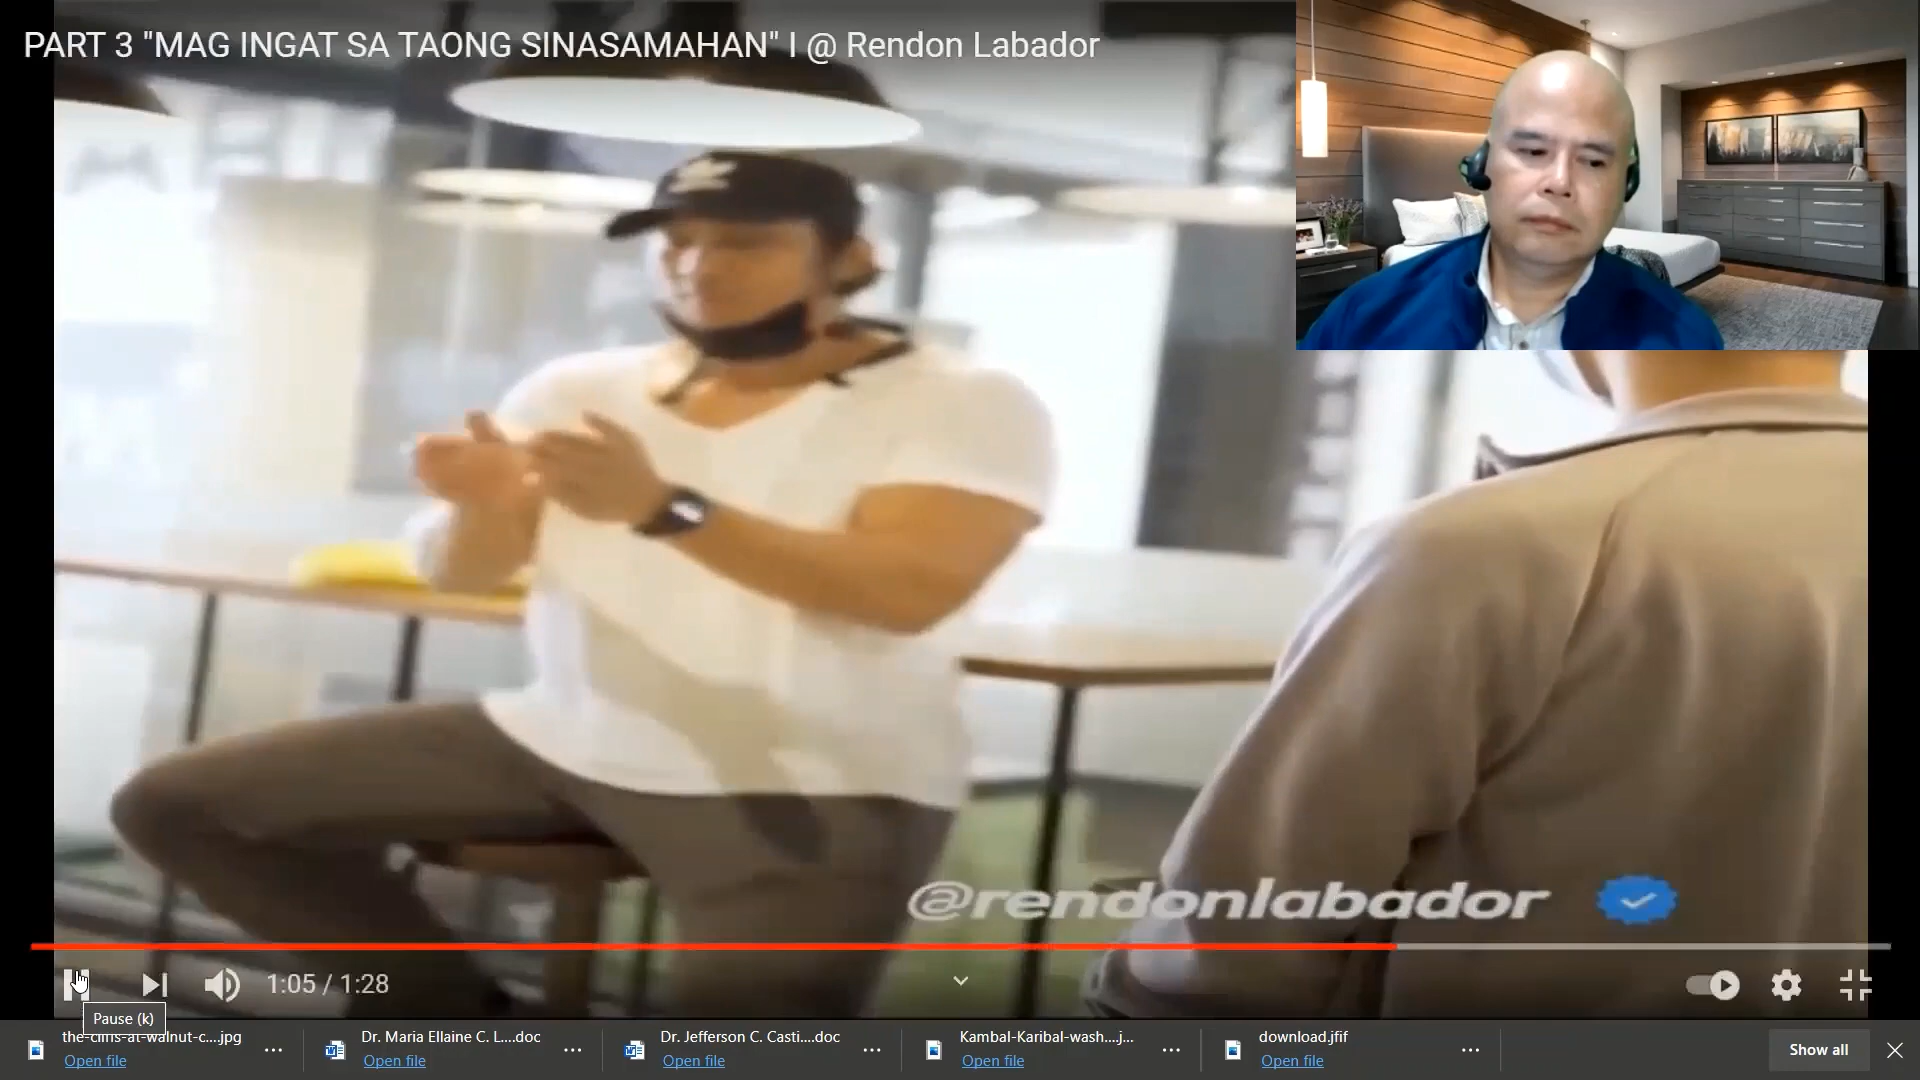 PART 3 "MAG INGAT SA TAONG SINASAMAHAN" I @ Rendon Labador
@rendonlabador
1:05 / 1:28
Pause (k)
the-cliffs-at-walnut-c....jpg
Open file
Dr. Maria Ellaine C. L....doc
Open file
Dr. Jefferson C. Casti....doc
Open file
Kambal-Karibal-wash....j...
Open file
download.jfif
Open file
Show all